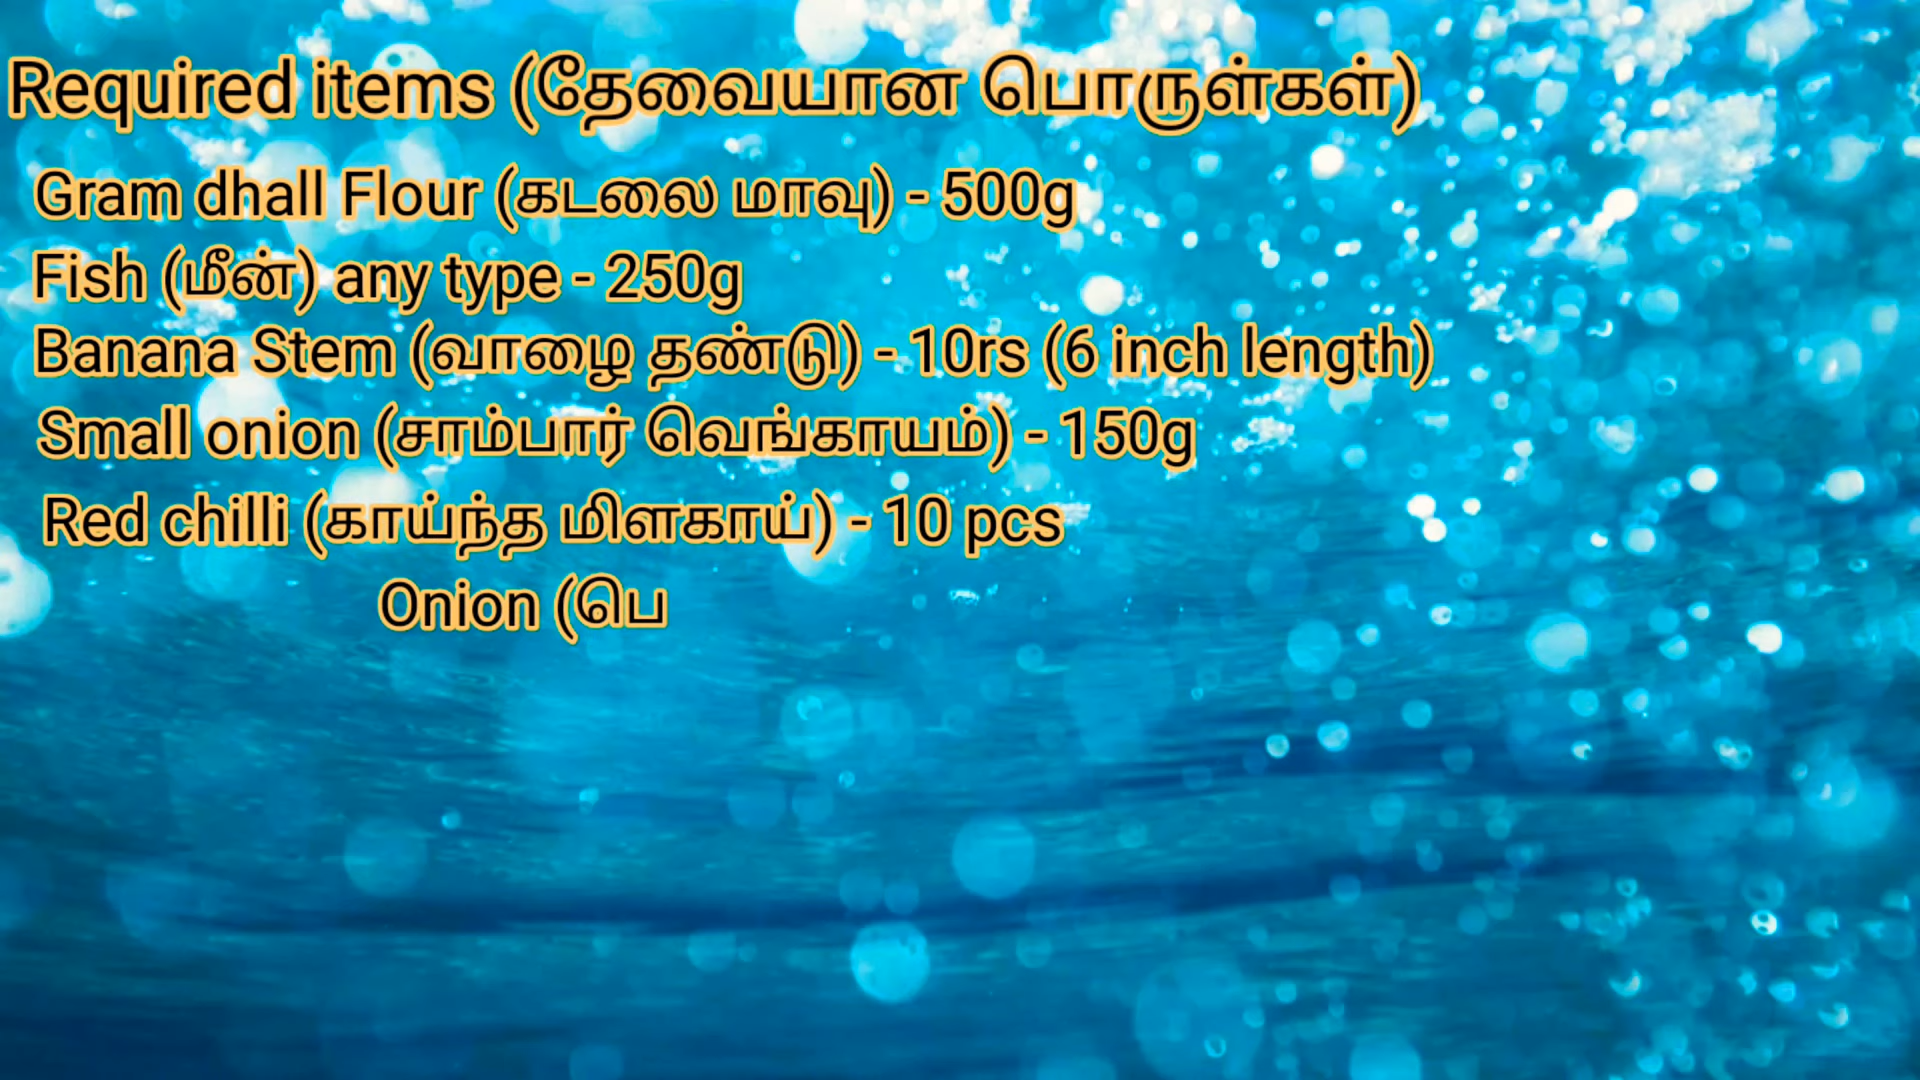 Required items (தேவையான பொருள்கள்)
Gram dhall Flour (கடலை மாவு) - 500g
Fish (மீன்) any type - 250g
Banana Stem (வாழை தண்டு) - 10rs (6 inch length)
Small onion (சாம்பார் வெங்காயம்) - 150g
Red chilli (காய்ந்த மிளகாய்) - 10 pcs
Onion (பெ